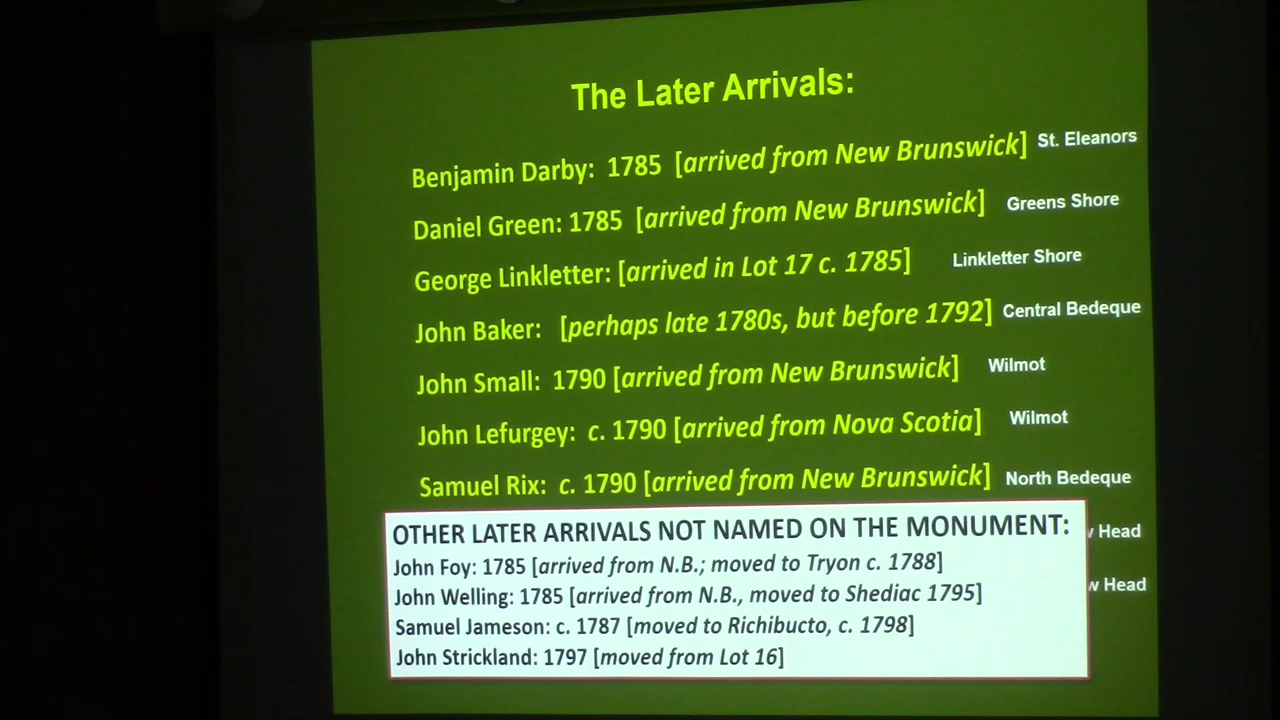 The Later Arrivals:
Benjamin Darby: 1785 [arrived from New Brunswick] St. Eleanors
Daniel Green: 1785 [arrived from New Brunswick] Greens Shore
George Linkletter: [arrived in Lot 17 c. 1785] Linkletter Shore
John Baker: [perhaps late 1780s, but before 1792] Central Bedeque
John Small: 1790 [arrived from New Brunswick] Wilmot
John Lefurgey: c. 1790 [arrived from Nova Scotia] Wilmot
Samuel Rix: c. 1790 [arrived from New Brunswick] North Bedeque
OTHER LATER ARRIVALS NOT NAMED ON THE MONUMENT:
Head
John Foy: 1785 [arrived from N.B.; moved to Tryon c. 1788]
John Welling: 1785 [arrived from N.B., moved to Shediac 1795]
Head
Samuel Jameson: c. 1787 [moved to Richibucto, c. 1798]
John Strickland: 1797 [moved from Lot 16]